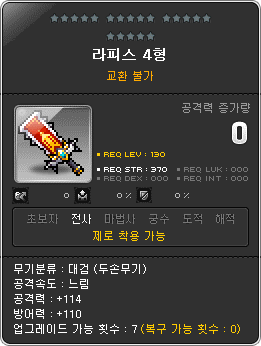 라피스 4형
교환 불가
공격력 증가량
0
REQ LEV : 130
REQ STR : 370 REQ LUK : 000
REQ DEX : 000 REQ INT : 000
0 0 % 0 %
초보자 전사 마법사 궁수 도적 해적
제로 착용 가능
무기분류 : 대검 (두손무기)
공격속도 : 느림
공격력 : +114
방어력 : +110
업그레이드 가능 횟수 : 7 (복구 가능 횟수 : 0)